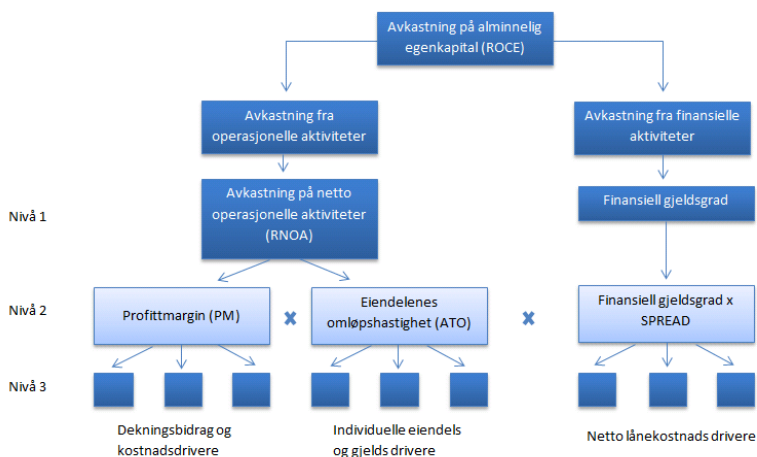 Avkastning på alminnelig
egenkapital (ROCE)
Avkastning fra
operasjonelle aktiviteter
Avkastning fra finansielle
aktiviteter
Avkastning på netto
operasjonelle aktiviteter
(RNOA)
Finansiell gjeldsgrad
Nivå 1
Nivå 2
Profittmargin (PM)
×
Eiendelenes
omløpshastighet (ATO)
×
Finansiell gjeldsgrad x
SPREAD
Nivå 3
Dekningsbidrag og
kostnadsdrivere
Individuelle eiendels
og gjelds drivere
Netto lånekostnads drivere